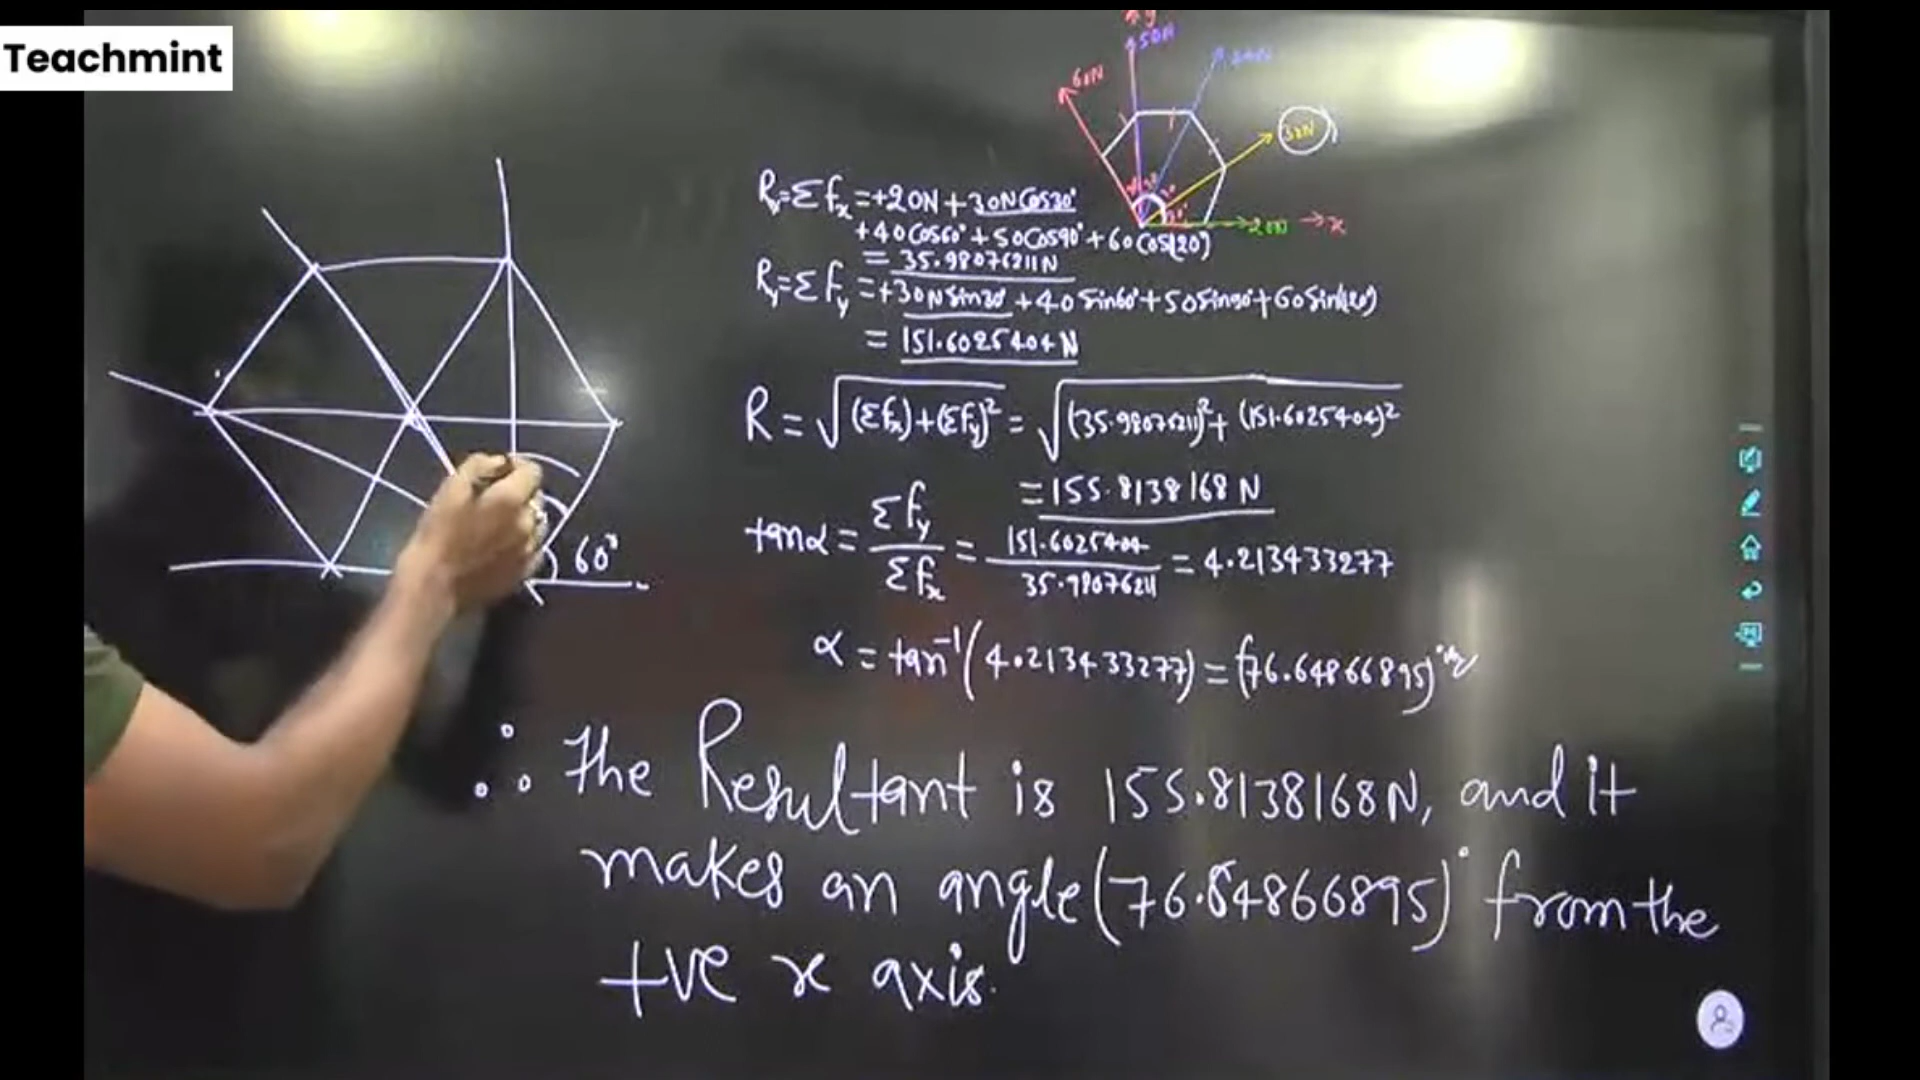 Teachmint
y
50N
60N
30N
20N → x
Rx=Σfx=+20N+30NCos30°
+40Cos60°+50Cos90°+60Cos(120°)
= 35.98076211N
Ry=Σfy=+30NSin30°+40Sin60°+50Sin90°+60Sin(120°)
= 151.6025404N
R=√(Σfx)+(Σfy)² = √(35.98076211)²+(151.6025404)²
=155.8138168N
tanα = Σfy/Σfx = 151.6025404/35.98076211 = 4.213433277
60°
α=tan⁻¹(4.213433277)=(76.64866895)°
∴ The Resultant is 155.8138168N, and it
makes an angle(76.64866895)° from the
+ve x axis.